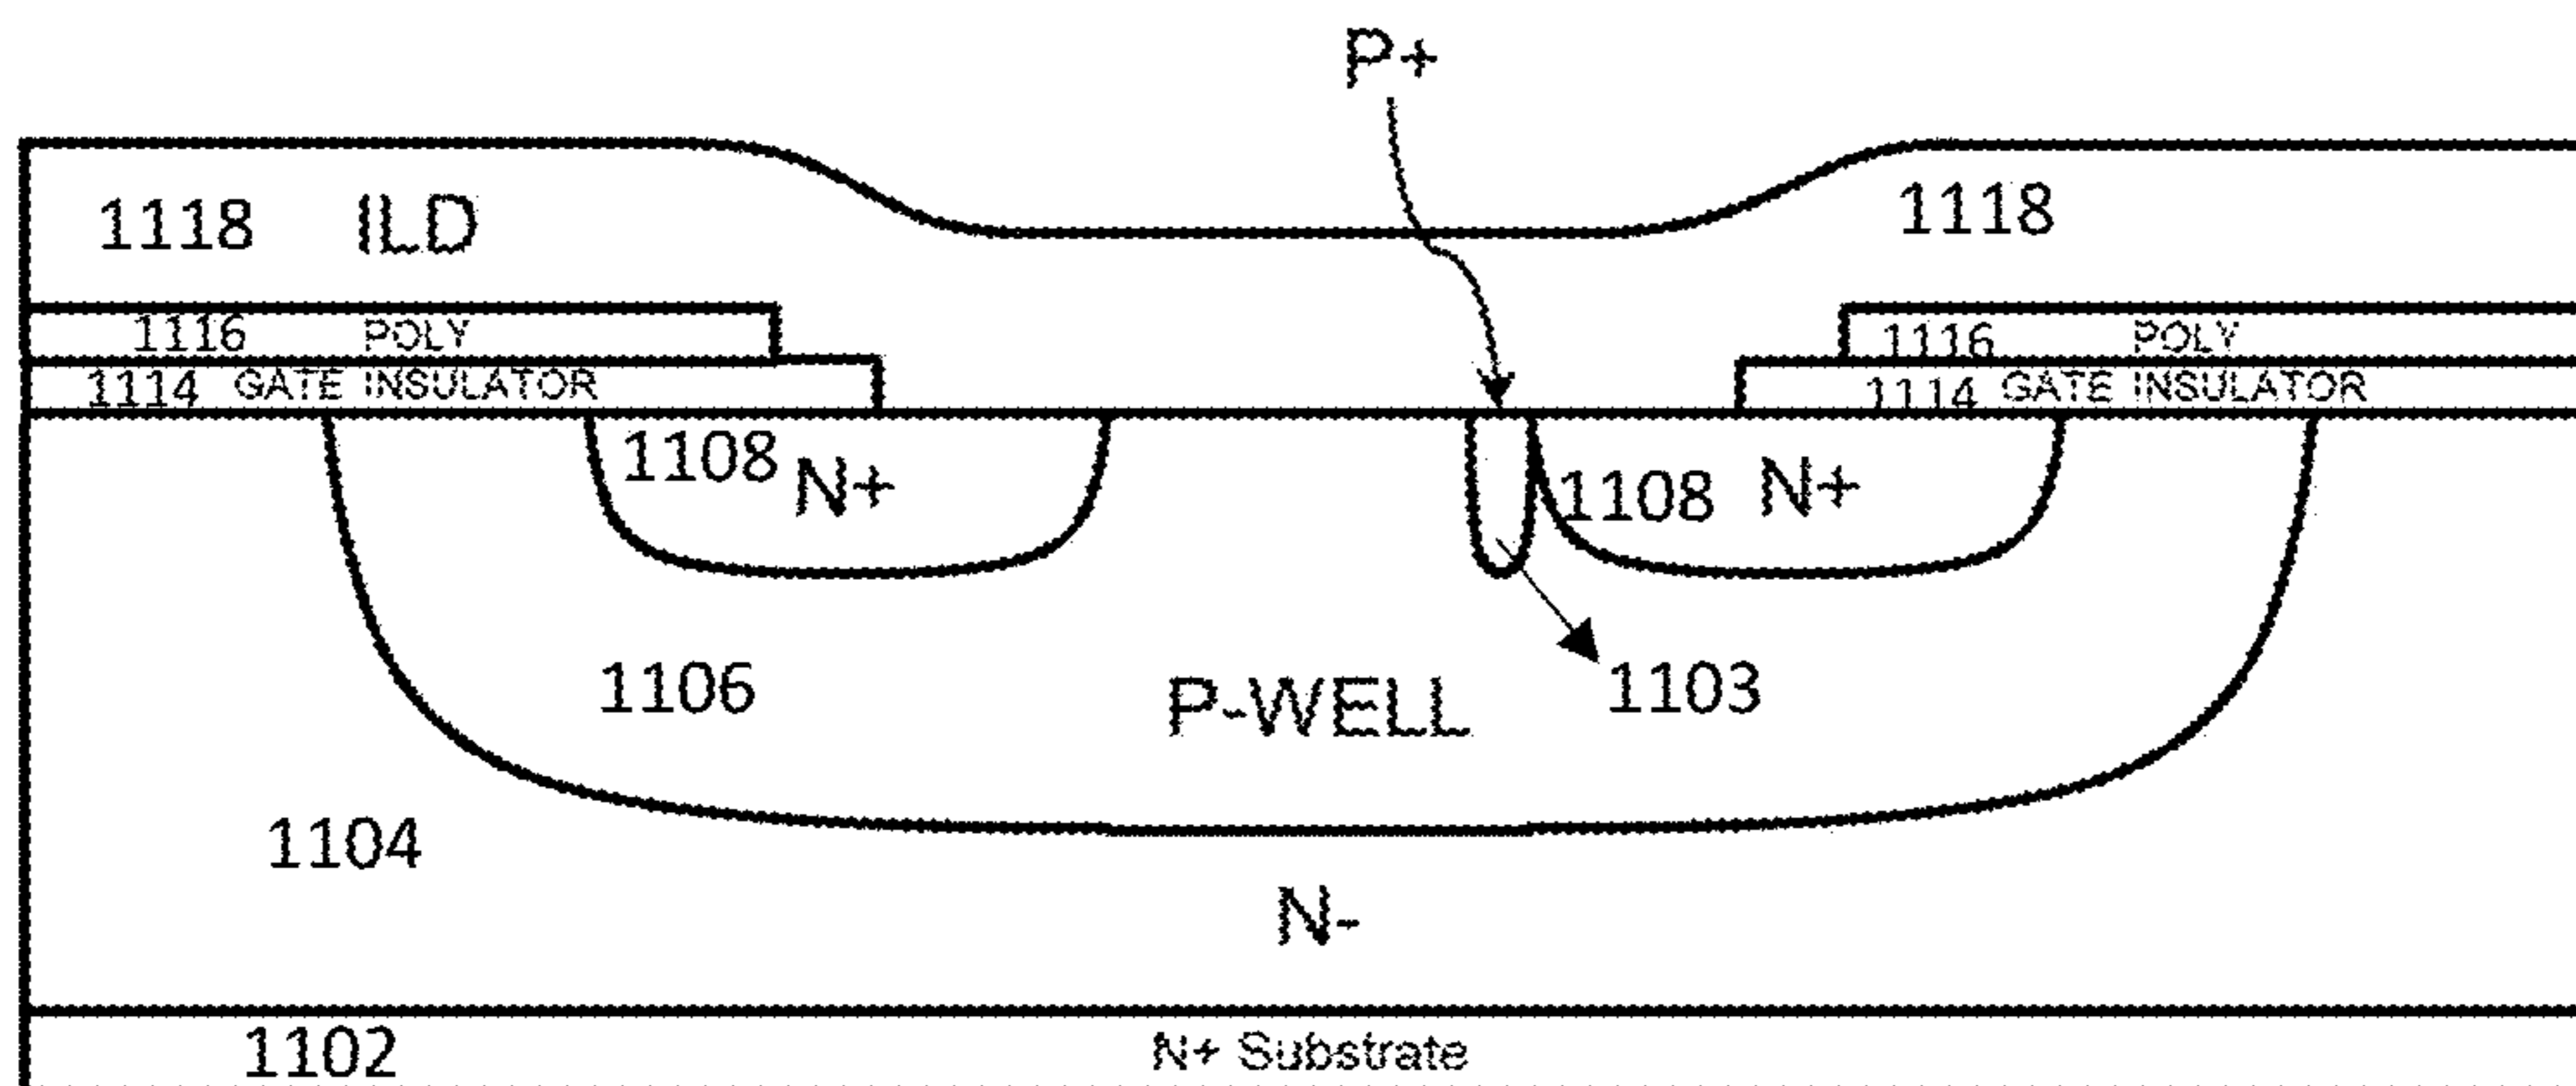 P+
1118 ILD 1118
1116 POLY 1116 POLY
1114 GATE INSULATOR 1114 GATE INSULATOR
1108 N+ 1108 N+
1106 P-WELL 1103
1104
N-
1102 N+ Substrate